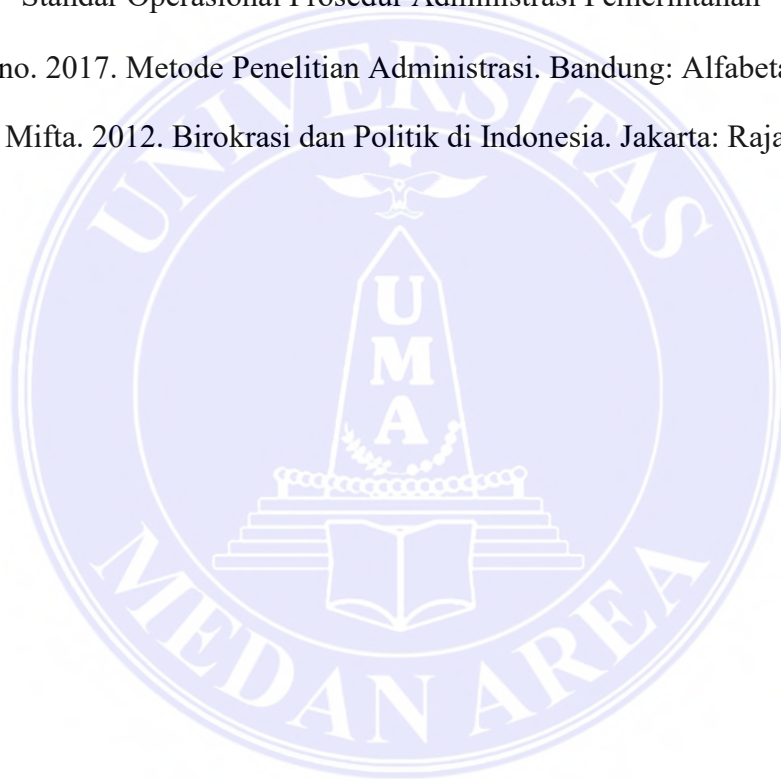 Standar Operasional Prosedur Administrasi Pemerintahan
no. 2017. Metode Penelitian Administrasi. Bandung: Alfabeta
Mifta. 2012. Birokrasi dan Politik di Indonesia. Jakarta: Raja
UNIVERSITAS
UMA
MEDAN AREA